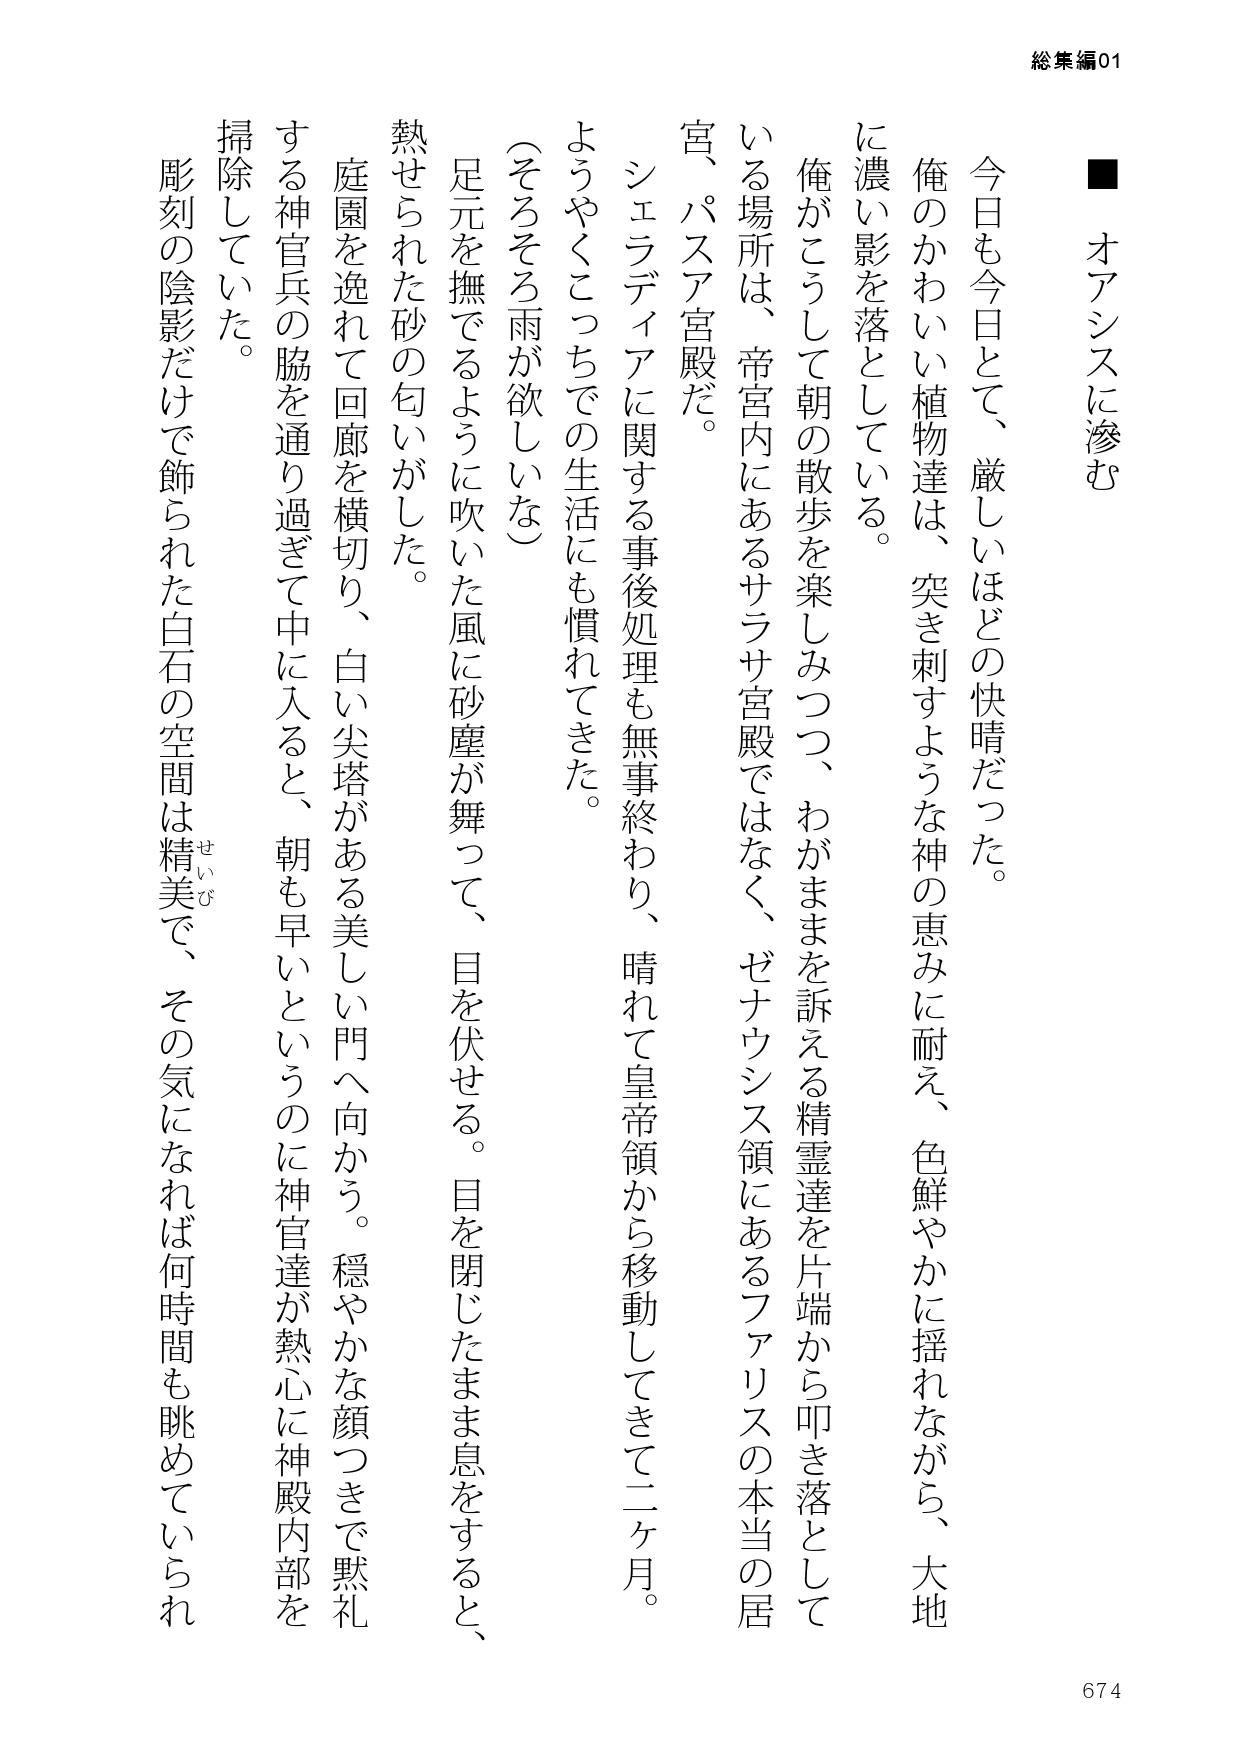 総集編01
■　オアシスに滲む
今日も今日とて、厳しいほどの快晴だった。
俺のかわいい植物達は、突き刺すような神の恵みに耐え、色鮮やかに揺れながら、大地
に濃い影を落としている。
俺がこうして朝の散歩を楽しみつつ、わがままを訴える精霊達を片端から叩き落として
いる場所は、帝宮内にあるサラサ宮殿ではなく、ゼナウシス領にあるファリスの本当の居
宮、パスア宮殿だ。
シェラディアに関する事後処理も無事終わり、晴れて皇帝領から移動してきて二ヶ月。
ようやくこっちでの生活にも慣れてきた。
（そろそろ雨が欲しいな）
足元を撫でるように吹いた風に砂塵が舞って、目を伏せる。目を閉じたまま息をすると、
熱せられた砂の匂いがした。
庭園を逸れて回廊を横切り、白い尖塔がある美しい門へ向かう。穏やかな顔つきで黙礼
する神官兵の脇を通り過ぎて中に入ると、朝も早いというのに神官達が熱心に神殿内部を
掃除していた。
彫刻の陰影だけで飾られた白石の空間は精美で、その気になれば何時間も眺めていられ
せいび
674